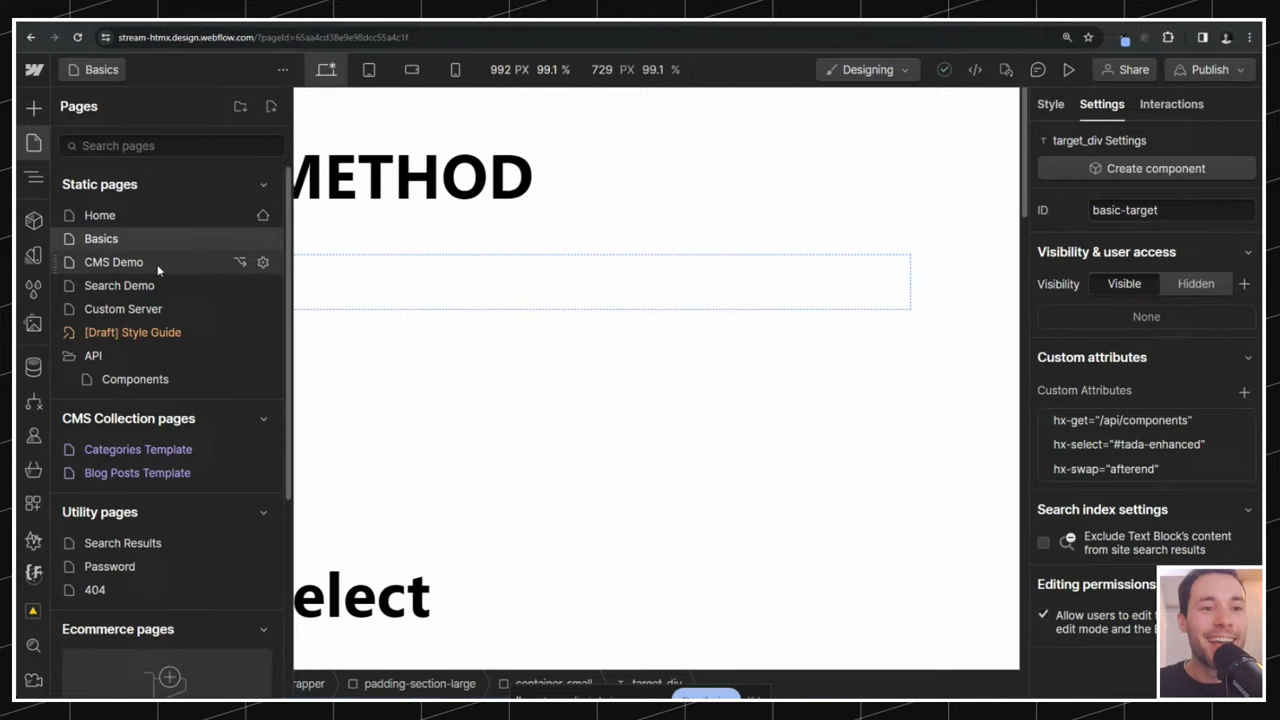 stream-htmx.design.webflow.com/?pageId=65aa4cd38e9e98dcc55a4c1f
Basics
992 PX 99.1 %
729 PX 99.1 %
Designing
Share
Publish
Pages
Search pages
Static pages
Home
Basics
CMS Demo
Search Demo
Custom Server
[Draft] Style Guide
API
Components
CMS Collection pages
Categories Template
Blog Posts Template
Utility pages
Search Results
Password
404
Ecommerce pages
METHOD
elect
rapper
padding-section-large
container_small
target_div
Style
Settings
Interactions
target_div Settings
Create component
ID
basic-target
Visibility & user access
Visibility
Visible
Hidden
None
Custom attributes
Custom Attributes
hx-get="/api/components"
hx-select="#tada-enhanced"
hx-swap="afterend"
Search index settings
Exclude Text Block's content
from site search results
Editing permissions
Allow users to edit
edit mode and the